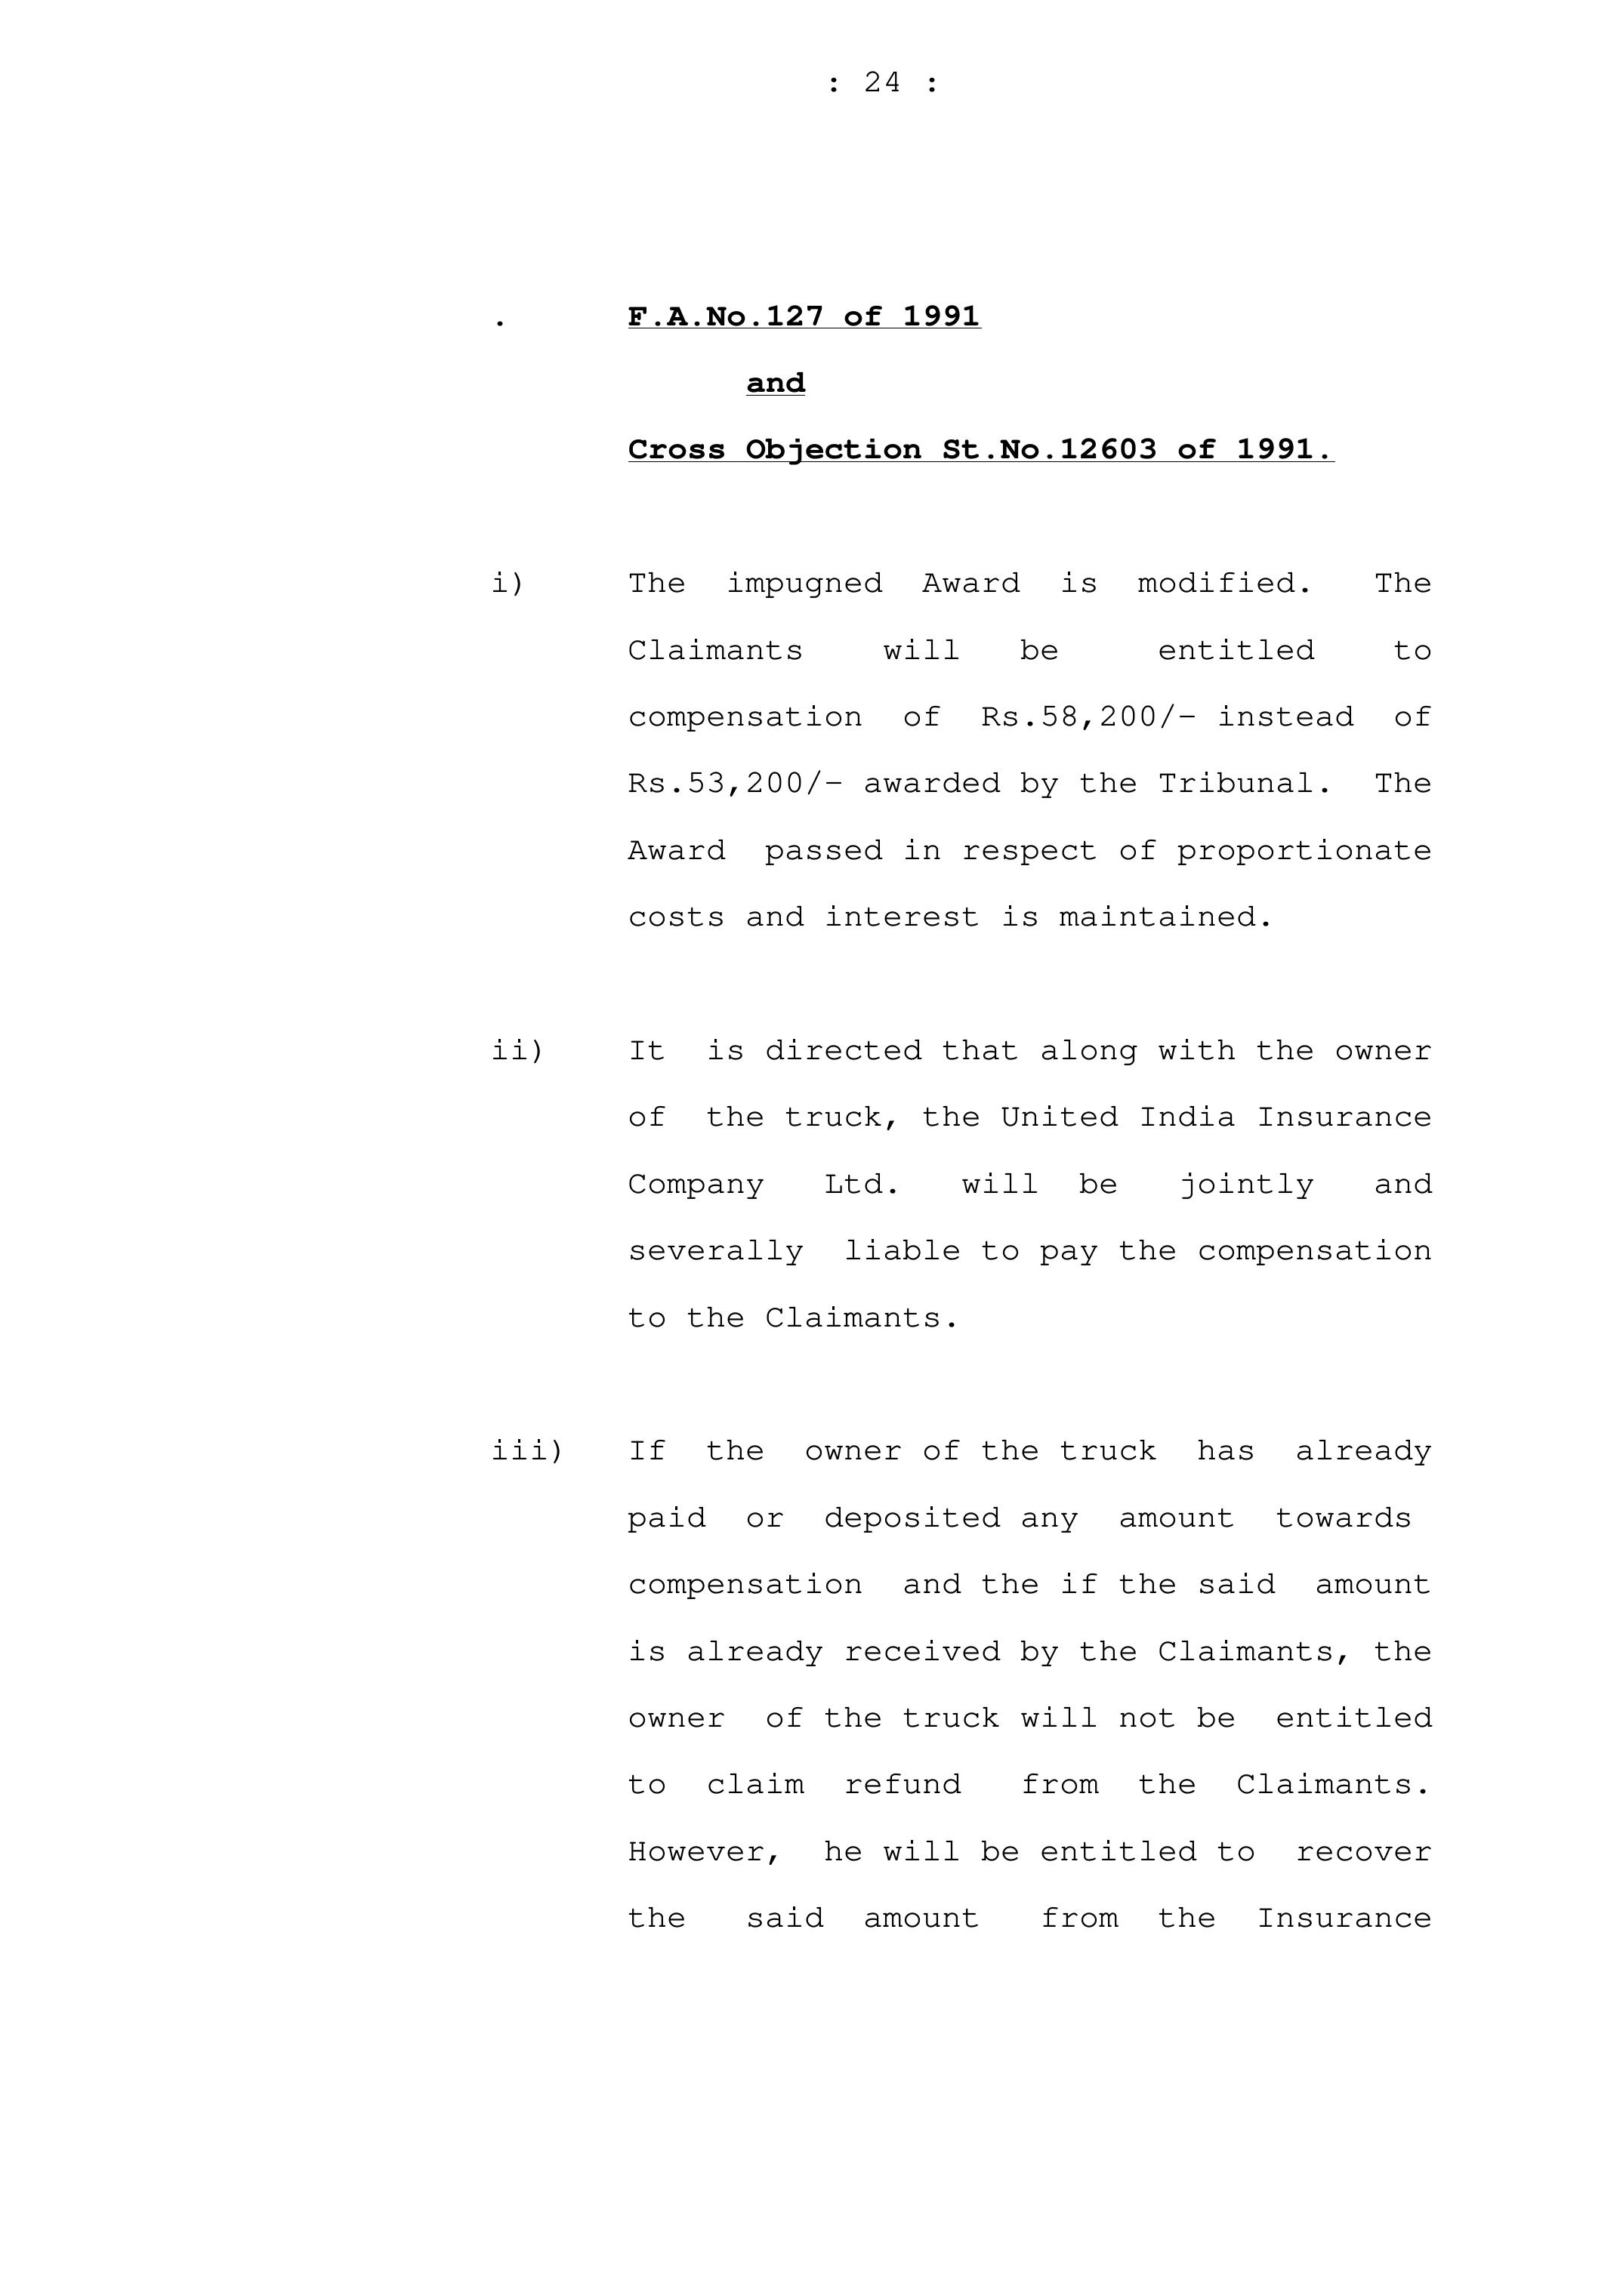 : 24 :
. F.A.No.127 of 1991
and
Cross Objection St.No.12603 of 1991.
i) The impugned Award is modified. The
Claimants will be entitled to
compensation of Rs.58,200/- instead of
Rs.53,200/- awarded by the Tribunal. The
Award passed in respect of proportionate
costs and interest is maintained.
ii) It is directed that along with the owner
of the truck, the United India Insurance
Company Ltd. will be jointly and
severally liable to pay the compensation
to the Claimants.
iii) If the owner of the truck has already
paid or deposited any amount towards
compensation and the if the said amount
is already received by the Claimants, the
owner of the truck will not be entitled
to claim refund from the Claimants.
However, he will be entitled to recover
the said amount from the Insurance